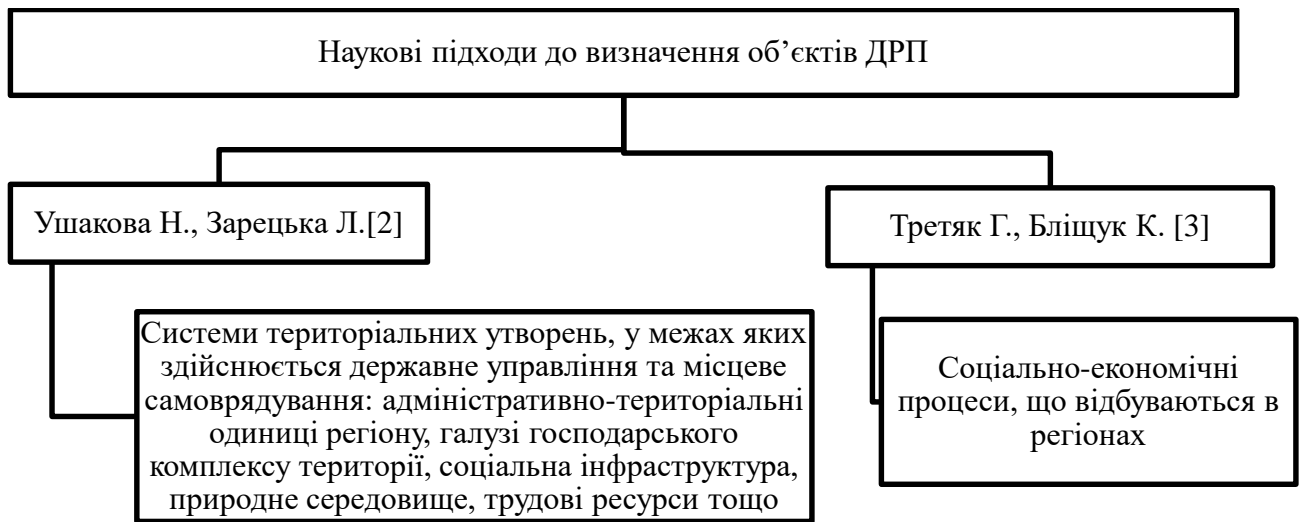 Наукові підходи до визначення об’єктів ДРП
Ушакова Н., Зарецька Л.[2]
Третяк Г., Бліщук К. [3]
Системи територіальних утворень, у межах яких
здійснюється державне управління та місцеве
самоврядування: адміністративно-територіальні
одиниці регіону, галузі господарського
комплексу території, соціальна інфраструктура,
природне середовище, трудові ресурси тощо
Соціально-економічні
процеси, що відбуваються в
регіонах